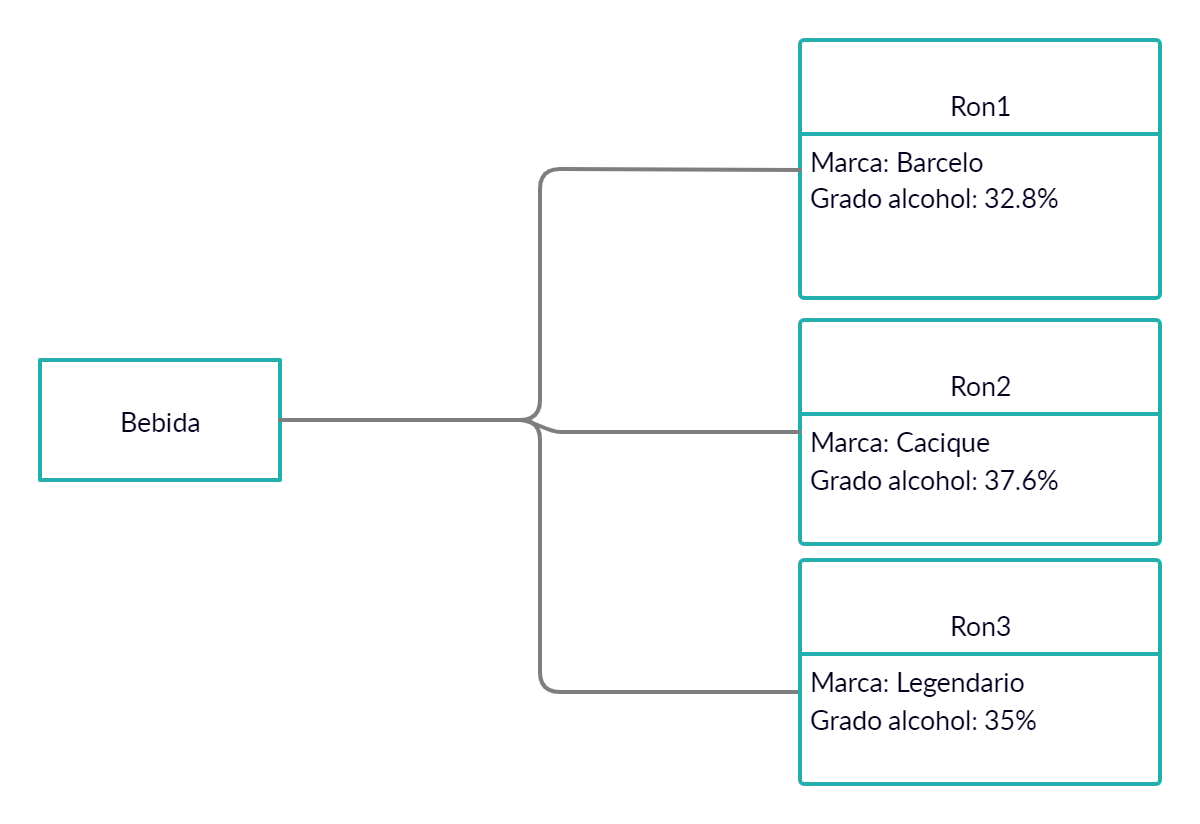 Bebida
Ron1
Marca: Barcelo
Grado alcohol: 32.8%
Ron2
Marca: Cacique
Grado alcohol: 37.6%
Ron3
Marca: Legendario
Grado alcohol: 35%